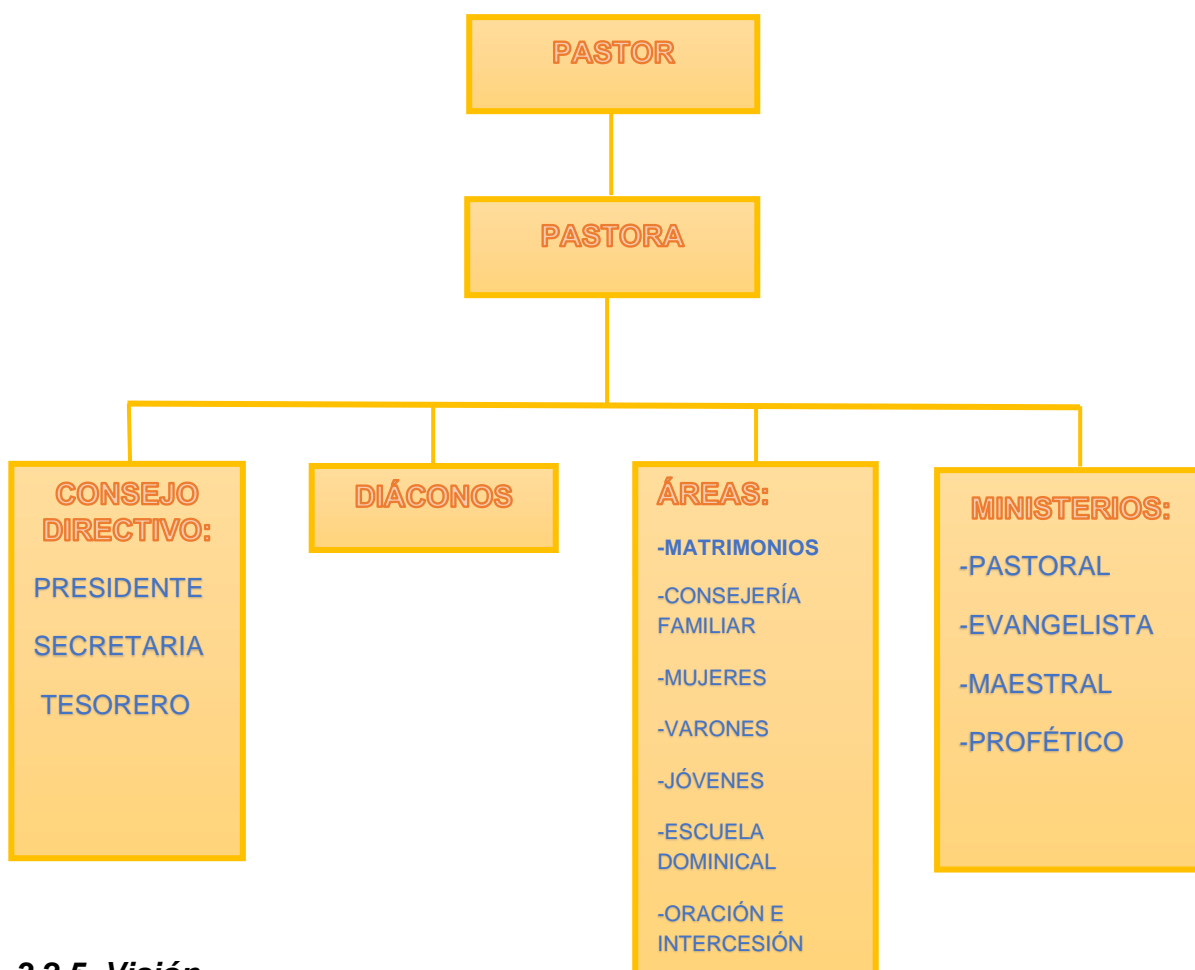 PASTOR
PASTORA
CONSEJO
DIRECTIVO:
PRESIDENTE
SECRETARIA
TESORERO
DIÁCONOS
ÁREAS:
-MATRIMONIOS
-CONSEJERÍA
FAMILIAR
-MUJERES
-VARONES
-JÓVENES
-ESCUELA
DOMINICAL
-ORACIÓN E
INTERCESIÓN
MINISTERIOS:
-PASTORAL
-EVANGELISTA
-MAESTRAL
-PROFÉTICO
Visión